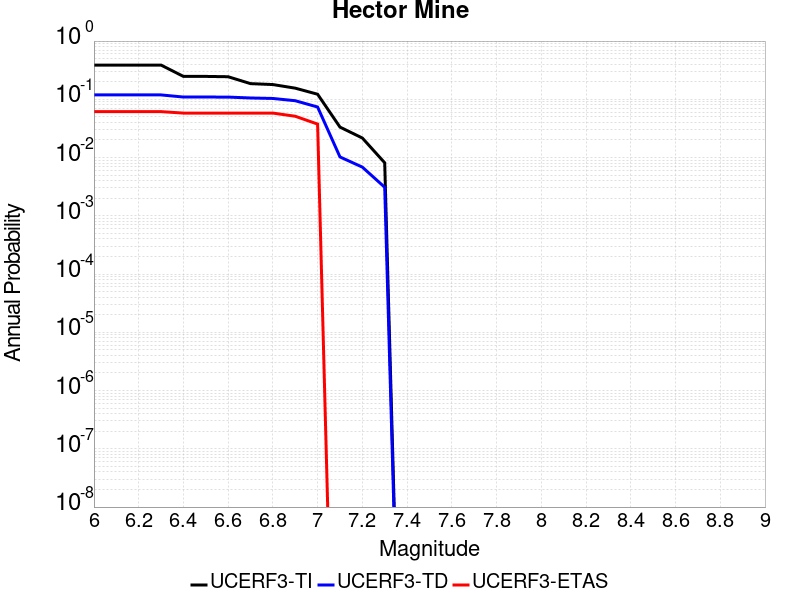 Hector Mine
10^0
10^-1
10^-2
10^-3
10^-4
10^-5
10^-6
10^-7
10^-8
Annual Probability
6 6.2 6.4 6.6 6.8 7 7.2 7.4 7.6 7.8 8 8.2 8.4 8.6 8.8 9
Magnitude
UCERF3-TI UCERF3-TD UCERF3-ETAS